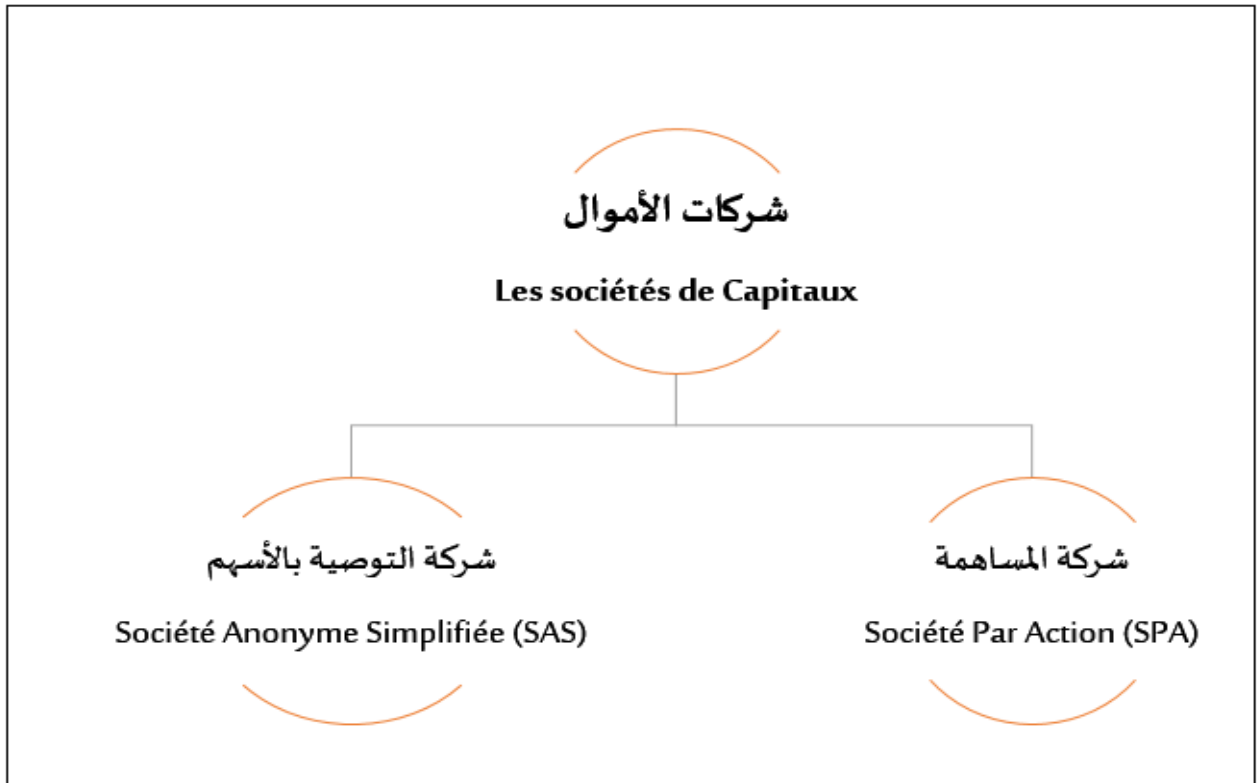 شركات الأموال
Les sociétés de Capitaux
شركة المساهمة
Société Par Action (SPA)
شركة التوصية بالأسهم
Société Anonyme Simplifiée (SAS)